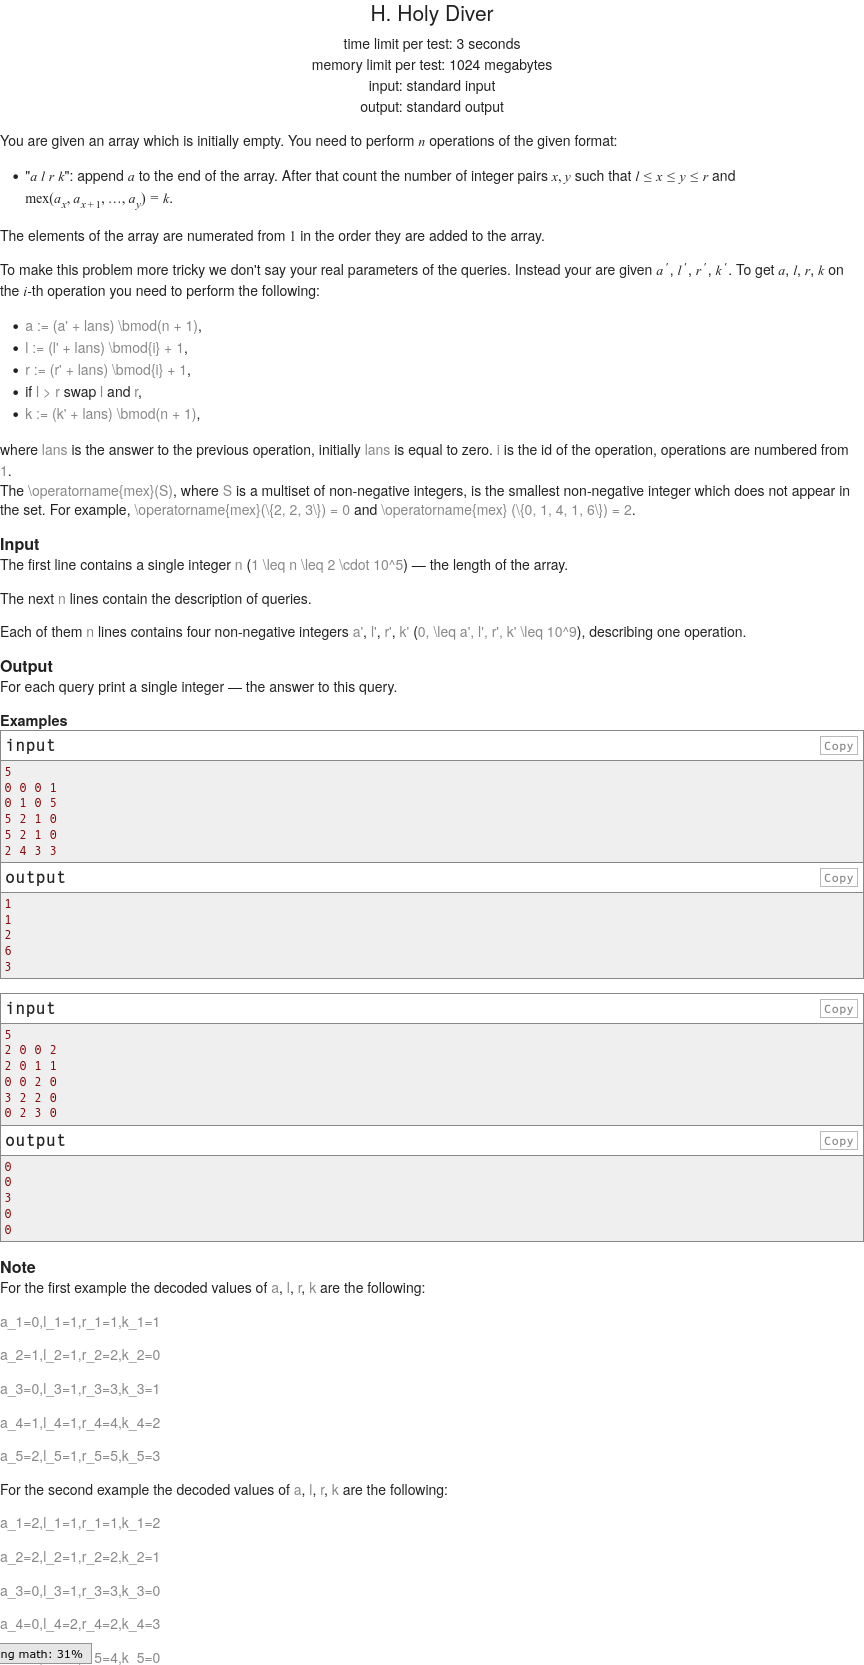 H. Holy Diver
time limit per test: 3 seconds
memory limit per test: 1024 megabytes
input: standard input
output: standard output
You are given an array which is initially empty. You need to perform n operations of the given format:
• "a l r k": append a to the end of the array. After that count the number of integer pairs x, y such that l ≤ x ≤ y ≤ r and
mex(a_x, a_{x+1}, …, a_y) = k.
The elements of the array are numerated from 1 in the order they are added to the array.
To make this problem more tricky we don't say your real parameters of the queries. Instead your are given a′, l′, r′, k′. To get a, l, r, k on
the i-th operation you need to perform the following:
• a := (a' + lans) \bmod(n + 1),
• l := (l' + lans) \bmod{i} + 1,
• r := (r' + lans) \bmod{i} + 1,
• if l > r swap l and r,
• k := (k' + lans) \bmod(n + 1),
where lans is the answer to the previous operation, initially lans is equal to zero. i is the id of the operation, operations are numbered from
1.
The \operatorname{mex}(S), where S is a multiset of non-negative integers, is the smallest non-negative integer which does not appear in
the set. For example, \operatorname{mex}(\{2, 2, 3\}) = 0 and \operatorname{mex} (\{0, 1, 4, 1, 6\}) = 2.
Input
The first line contains a single integer n (1 \leq n \leq 2 \cdot 10^5) — the length of the array.
The next n lines contain the description of queries.
Each of them n lines contains four non-negative integers a', l', r', k' (0, \leq a', l', r', k' \leq 10^9), describing one operation.
Output
For each query print a single integer — the answer to this query.
Examples
input Copy
5
0 0 0 1
0 1 0 5
5 2 1 0
5 2 1 0
2 4 3 3
output Copy
1
1
2
6
3
input Copy
5
2 0 0 2
2 0 1 1
0 0 2 0
3 2 2 0
0 2 3 0
output Copy
0
0
3
0
0
Note
For the first example the decoded values of a, l, r, k are the following:
a_1=0,l_1=1,r_1=1,k_1=1
a_2=1,l_2=1,r_2=2,k_2=0
a_3=0,l_3=1,r_3=3,k_3=1
a_4=1,l_4=1,r_4=4,k_4=2
a_5=2,l_5=1,r_5=5,k_5=3
For the second example the decoded values of a, l, r, k are the following:
a_1=2,l_1=1,r_1=1,k_1=2
a_2=2,l_2=1,r_2=2,k_2=1
a_3=0,l_3=1,r_3=3,k_3=0
a_4=0,l_4=2,r_4=2,k_4=3
ng math: 31% 5=4,k_5=0